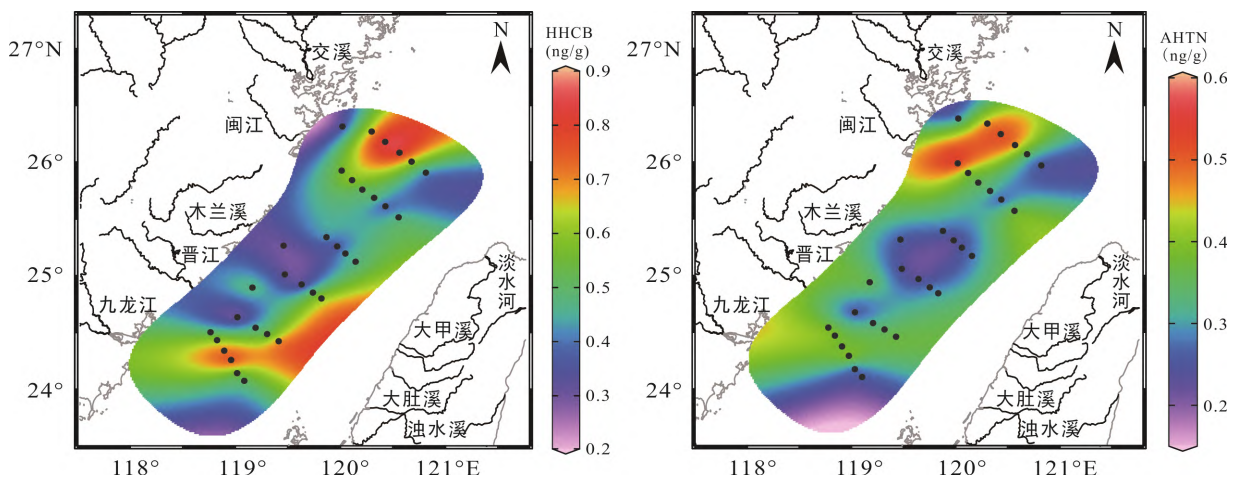 27°N
26°
25°
24°
118°
119°
120°
121°E
交溪
闽江
木兰溪
晋江
九龙江
淡水河
大甲溪
大肚溪
浊水溪
N
HHCB
(ng/g)
0.9
0.8
0.7
0.6
0.5
0.4
0.3
0.2
27°N
26°
25°
24°
118°
119°
120°
121°E
交溪
闽江
木兰溪
晋江
九龙江
淡水河
大甲溪
大肚溪
浊水溪
N
AHTN
(ng/g)
0.6
0.5
0.4
0.3
0.2